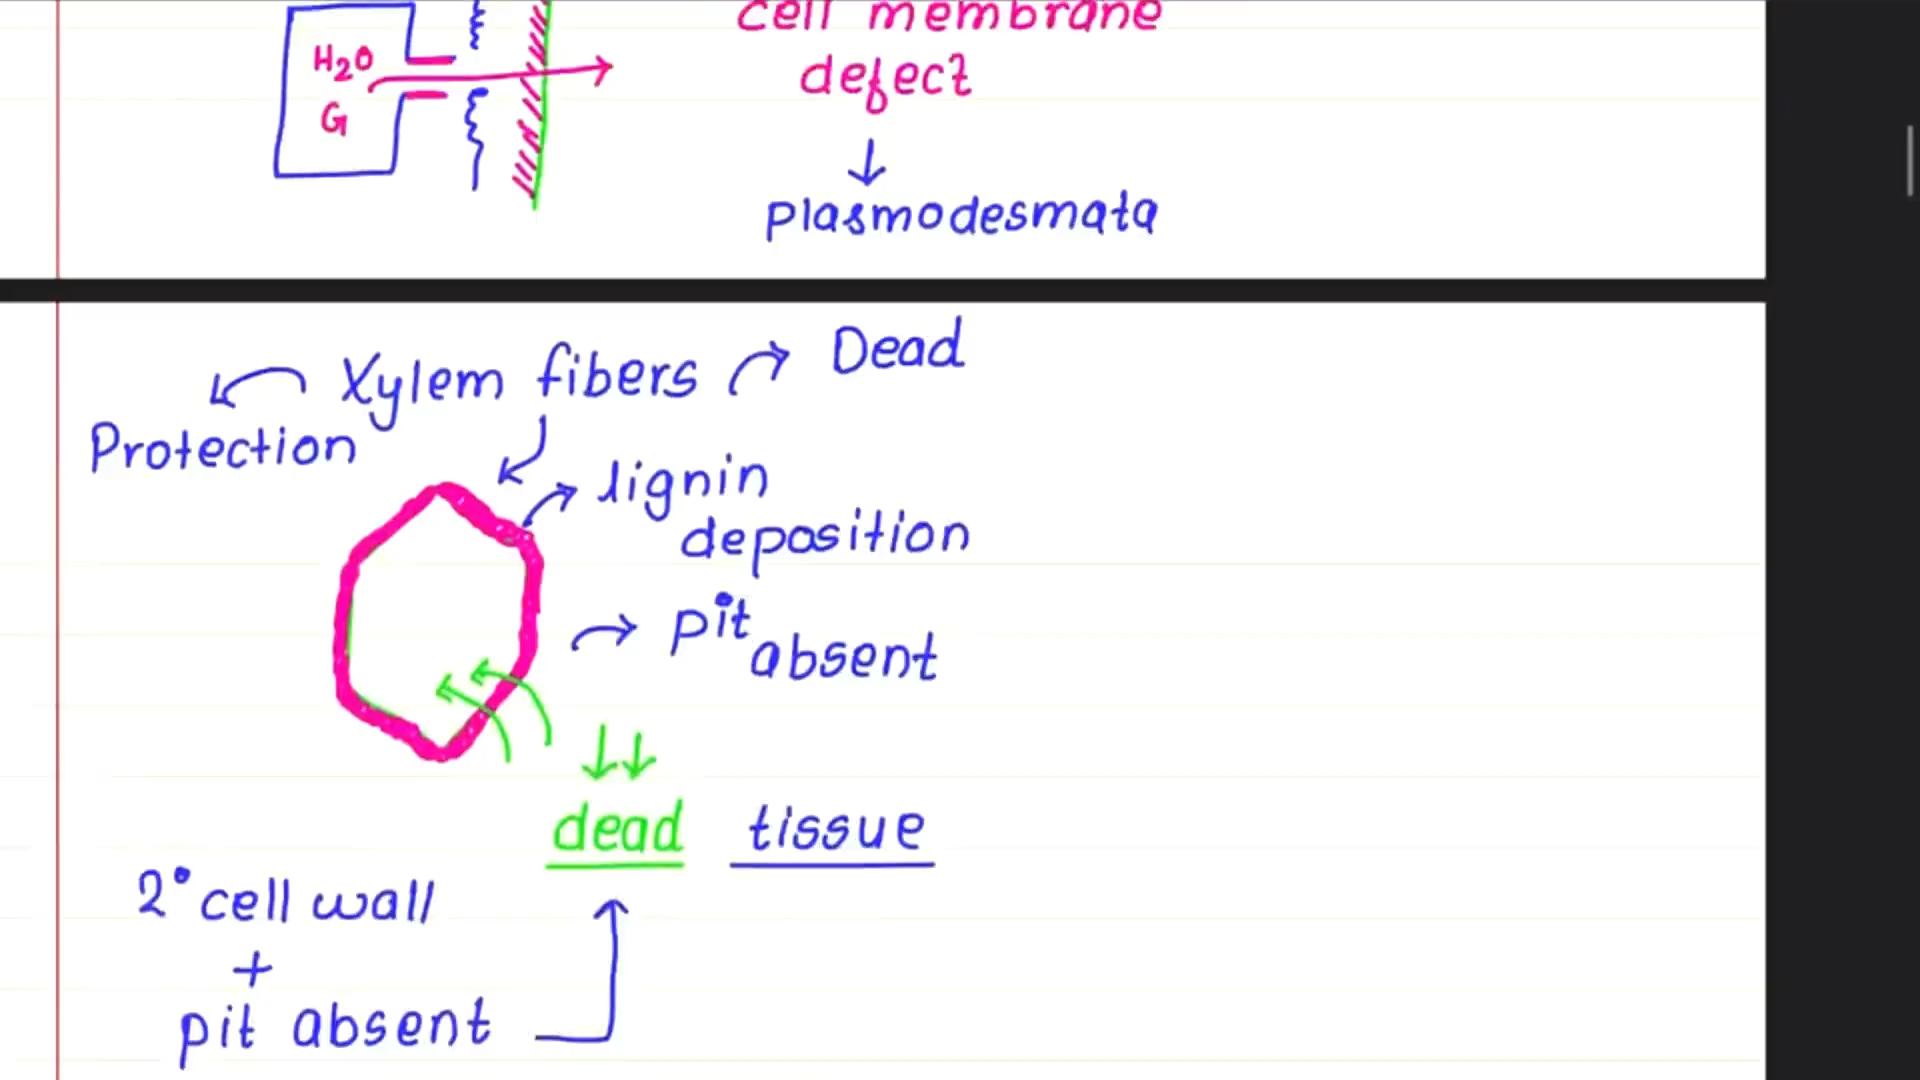 cell membrane
H2O
defect
G
plasmodesmata
Xylem fibers
Dead
Protection
lignin
deposition
pit
absent
dead tissue
2° cell wall
+
pit absent